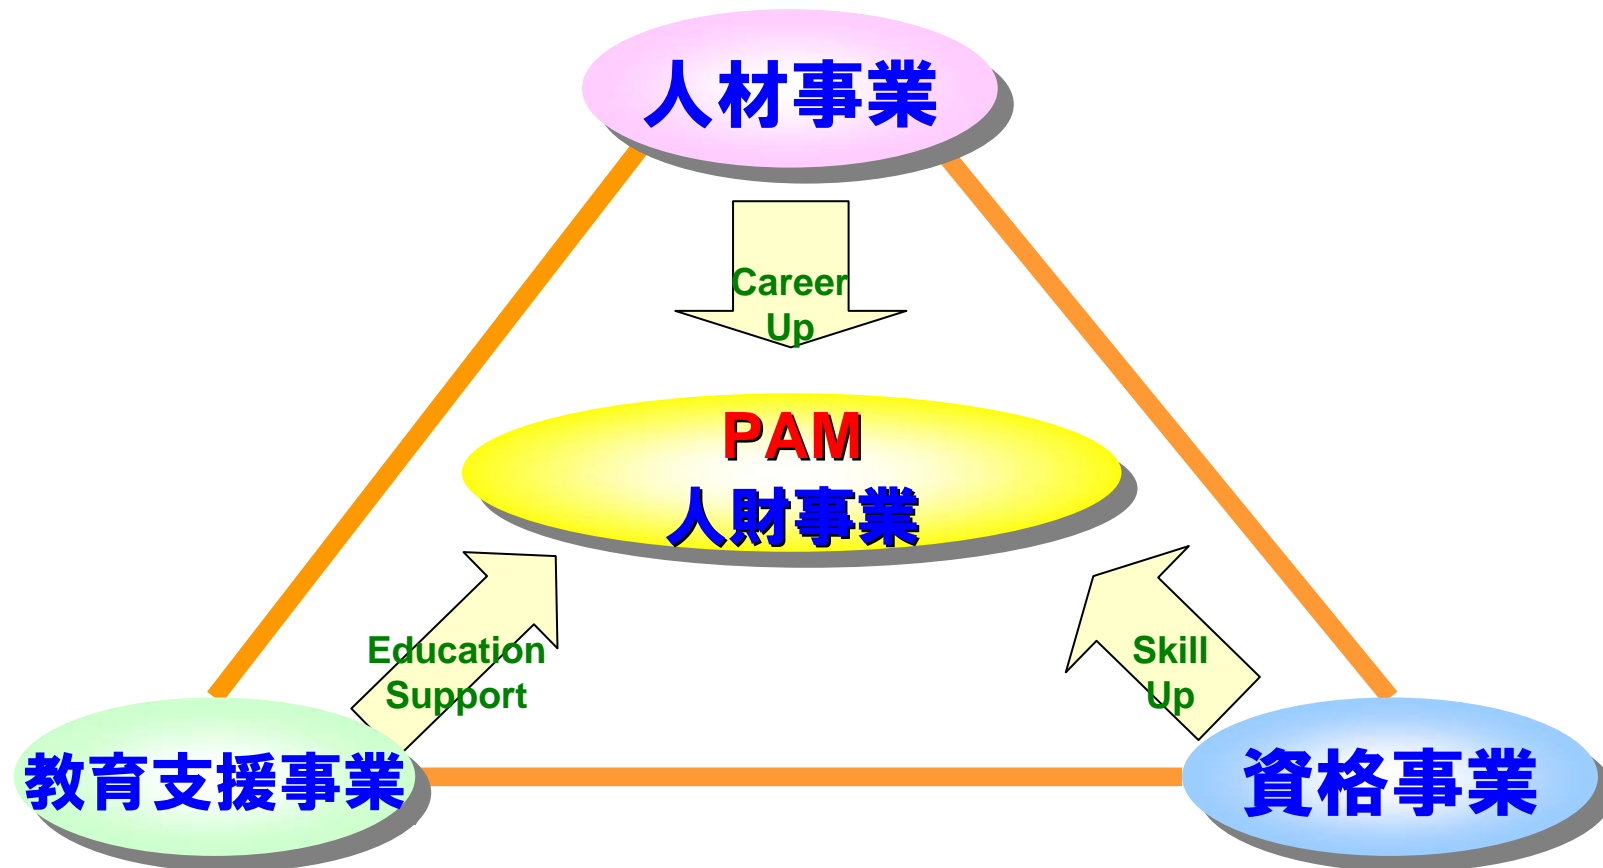 人材事業
Career
Up
PAM
人財事業
Education
Support
Skill
Up
教育支援事業
資格事業